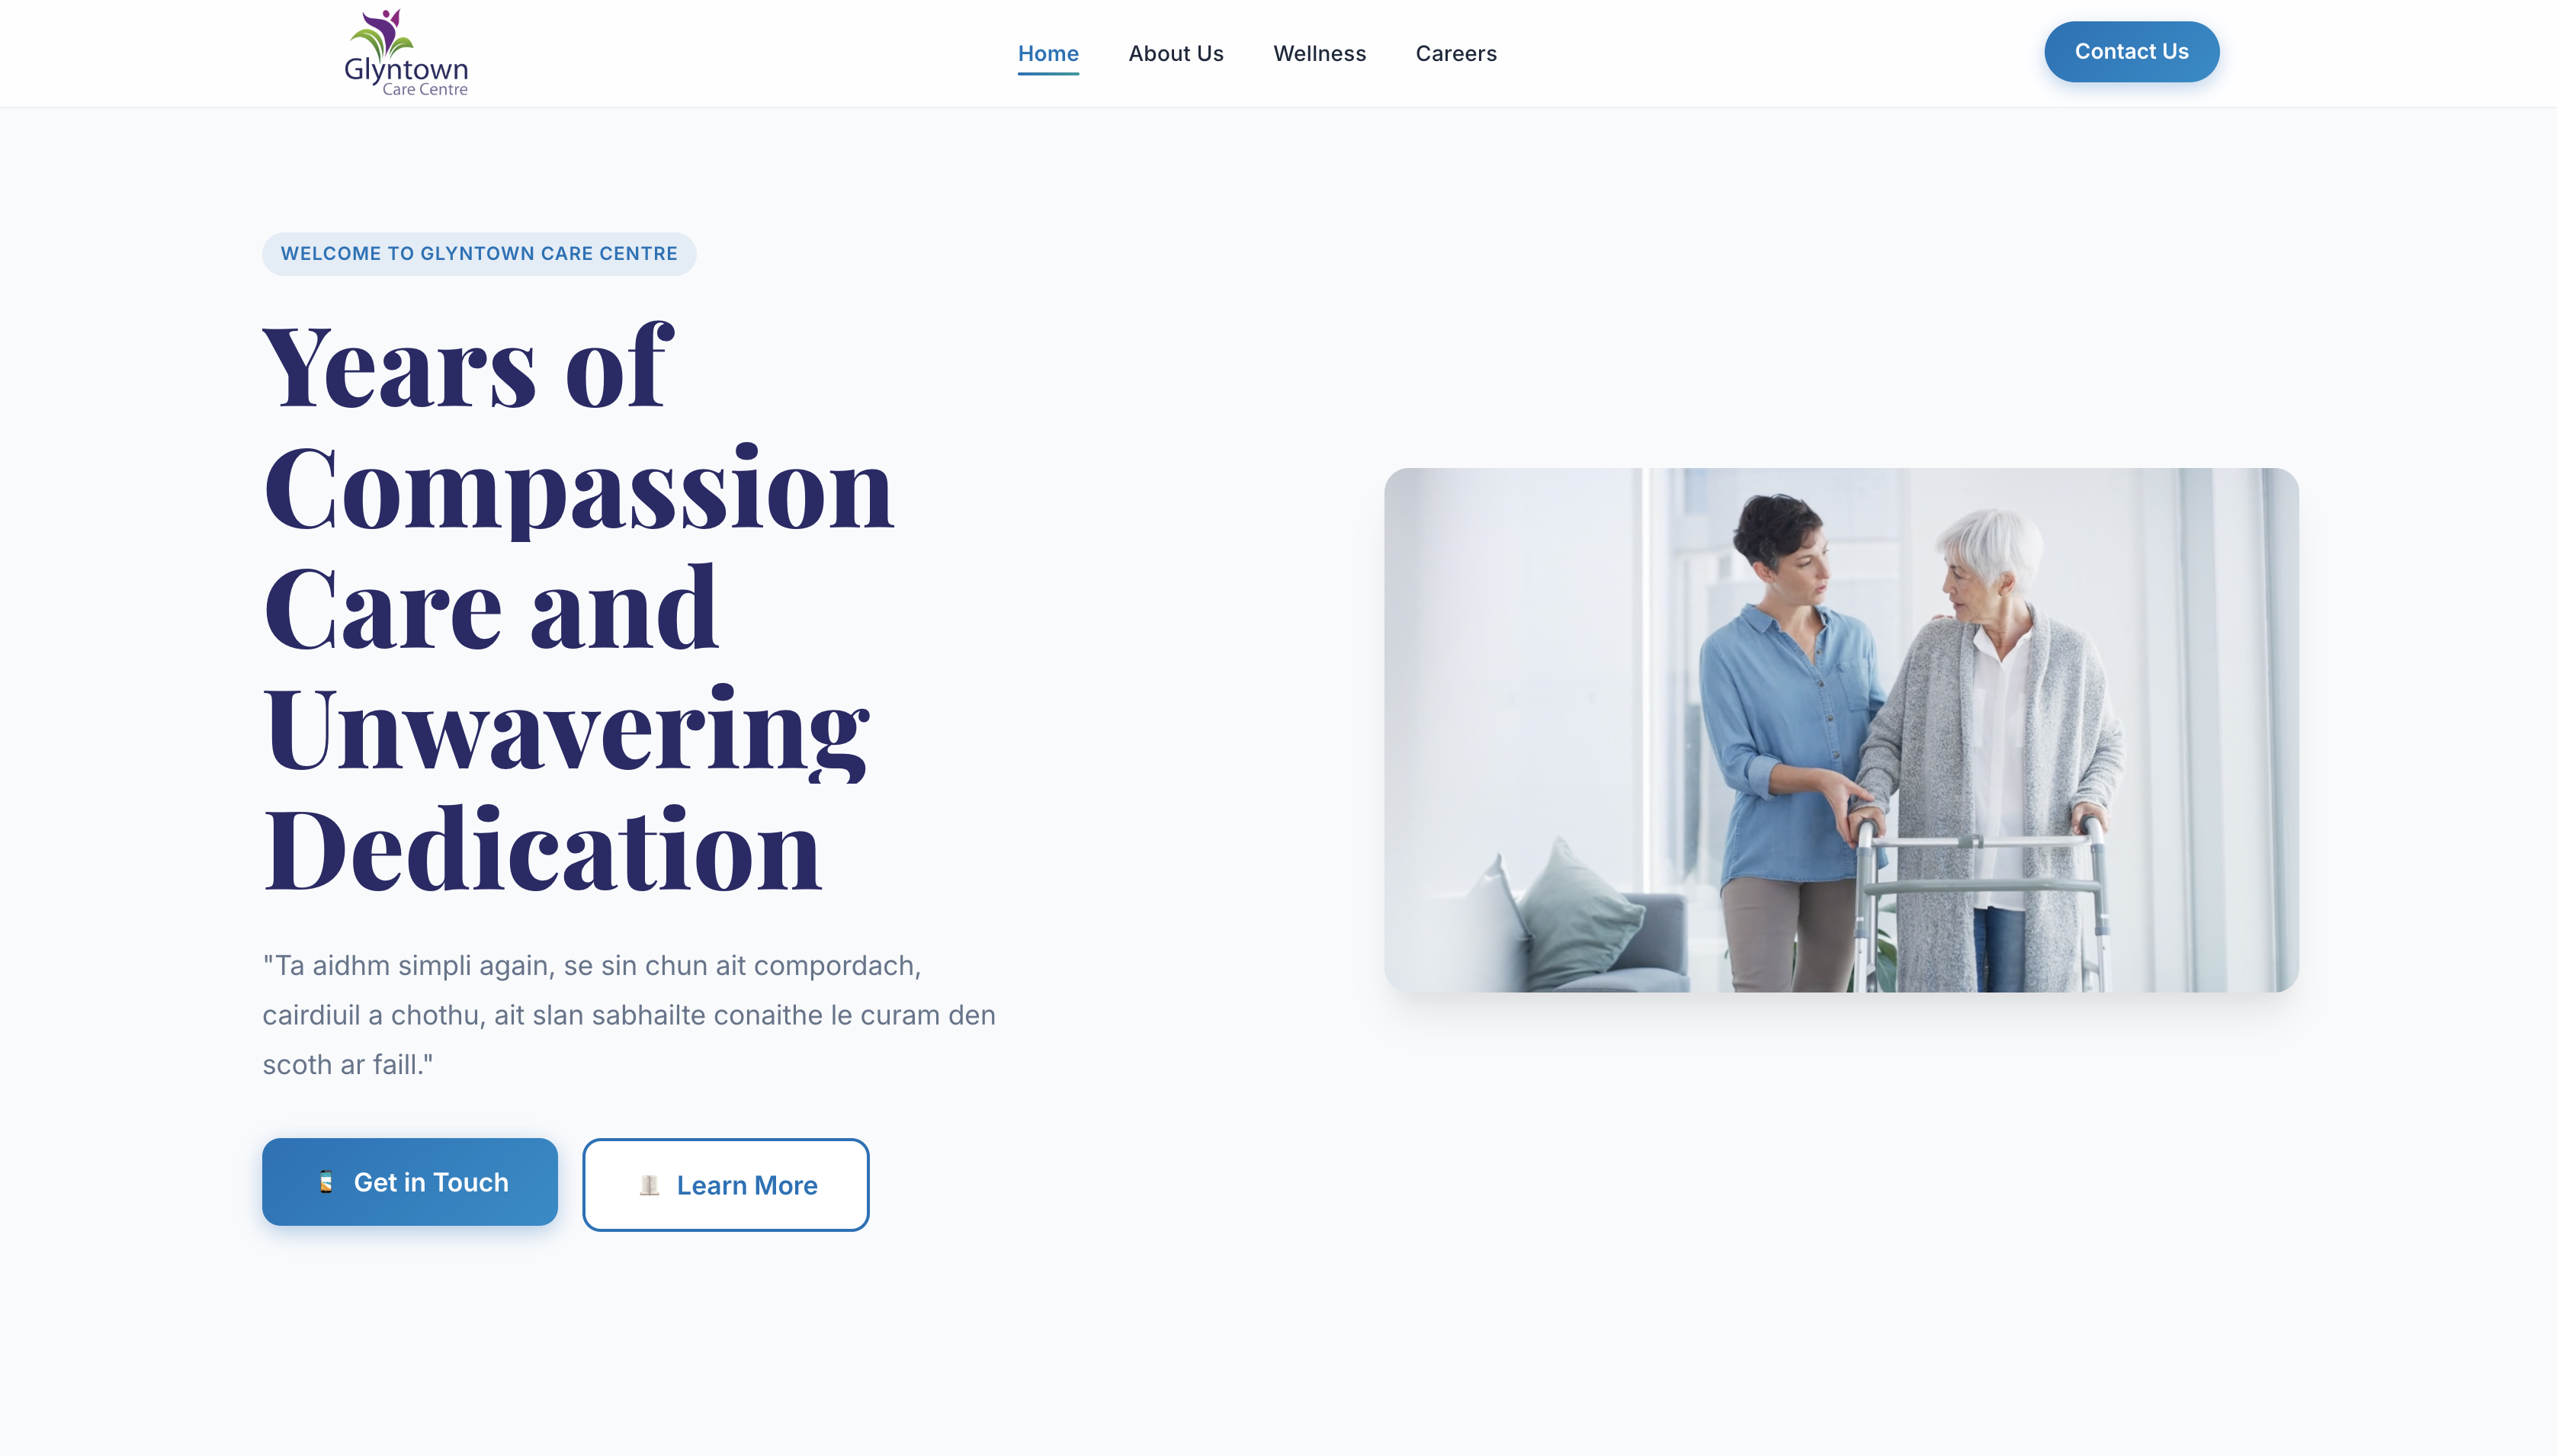 Glyntown
Care Centre
Home
About Us
Wellness
Careers
Contact Us
WELCOME TO GLYNTOWN CARE CENTRE
Years of
Compassion
Care and
Unwavering
Dedication
"Ta aidhm simpli again, se sin chun ait compordach,
cairdiuil a chothu, ait slan sabhailte conaithe le curam den
scoth ar faill."
Get in Touch
Learn More